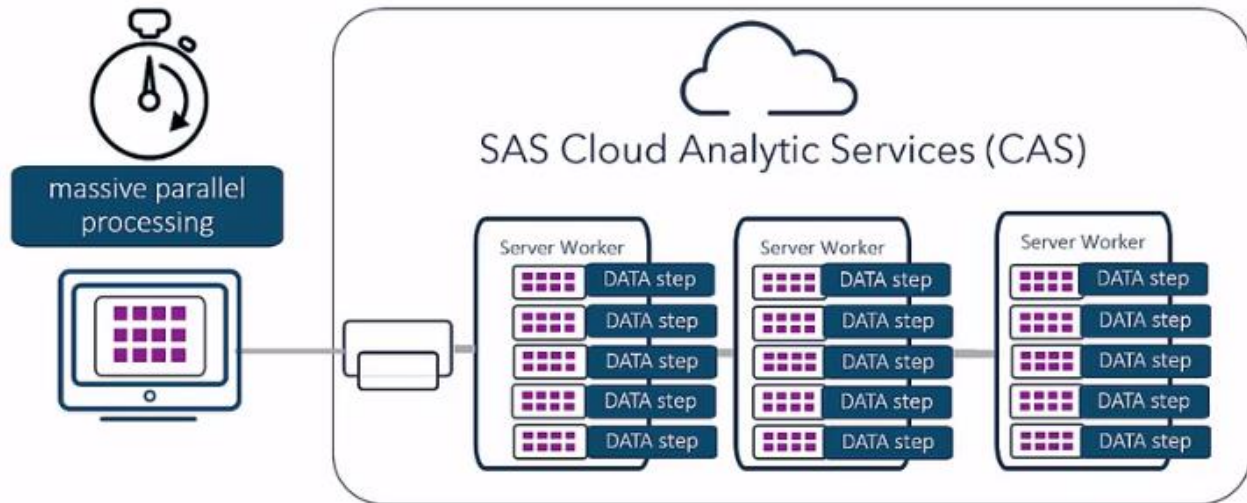 massive parallel
processing
SAS Cloud Analytic Services (CAS)
Server Worker
DATA step
DATA step
DATA step
DATA step
DATA step
Server Worker
DATA step
DATA step
DATA step
DATA step
DATA step
Server Worker
DATA step
DATA step
DATA step
DATA step
DATA step